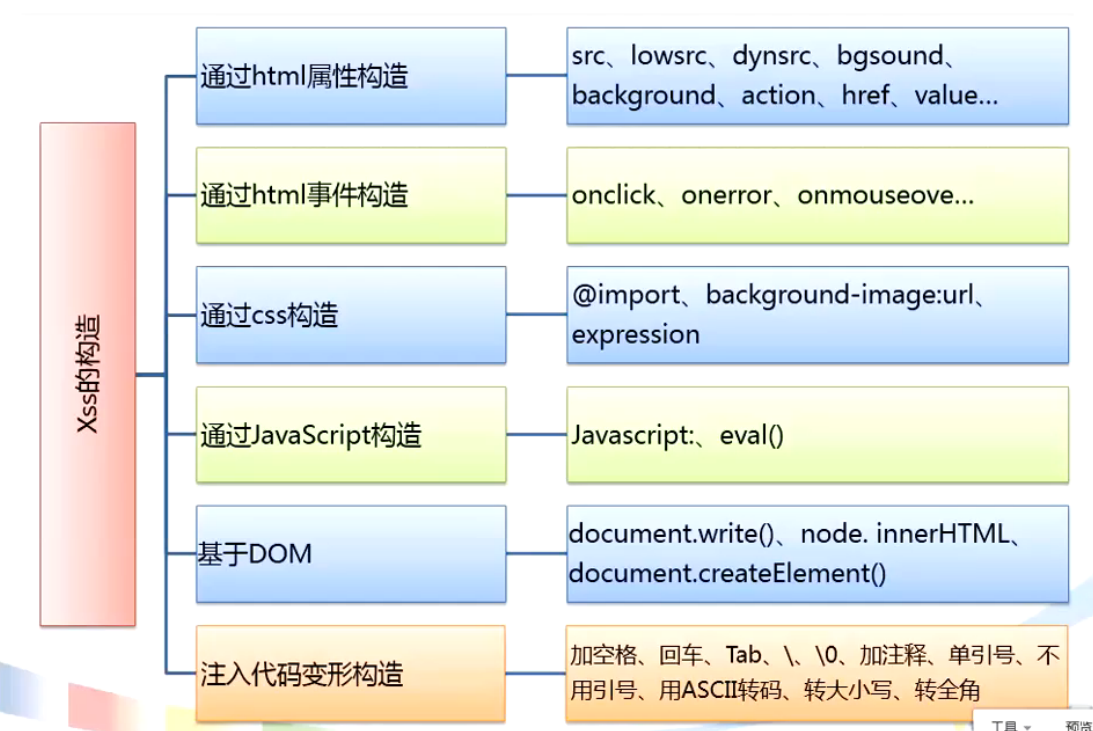 Xss的构造
通过html属性构造
src、lowsrc、dynsrc、bgsound、
background、action、href、value...
通过html事件构造
onclick、onerror、onmouseove...
通过css构造
@import、background-image:url、
expression
通过JavaScript构造
Javascript:、eval()
基于DOM
document.write()、node. innerHTML、
document.createElement()
注入代码变形构造
加空格、回车、Tab、\、\0、加注释、单引号、不
用引号、用ASCII转码、转大小写、转全角
工具 预览